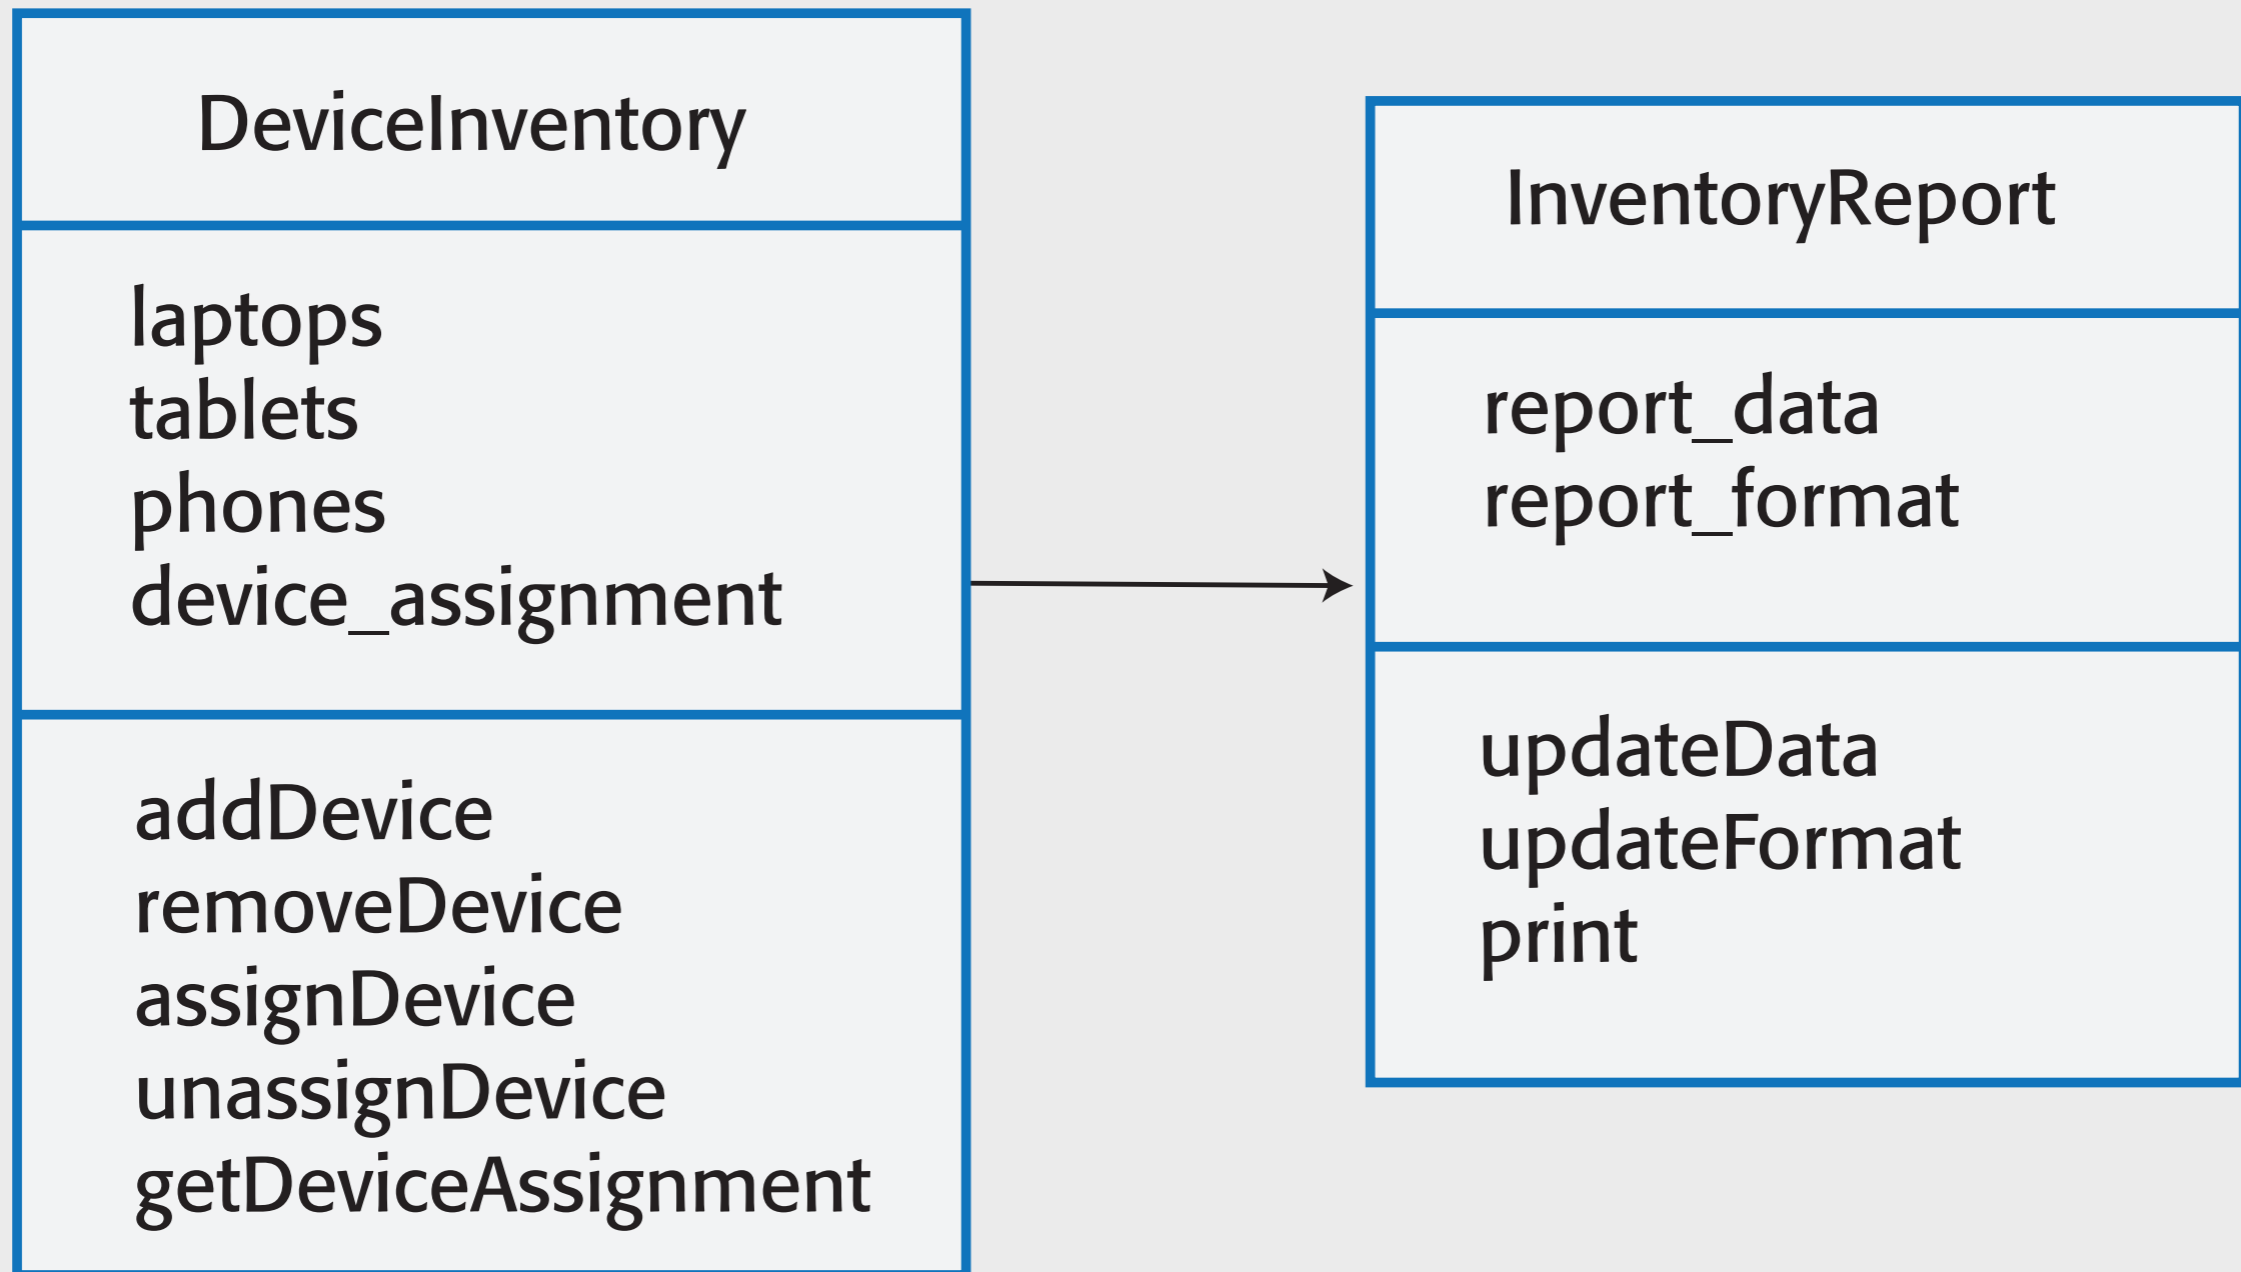 DeviceInventory
laptops
tablets
phones
device_assignment
addDevice
removeDevice
assignDevice
unassignDevice
getDeviceAssignment
InventoryReport
report_data
report_format
updateData
updateFormat
print